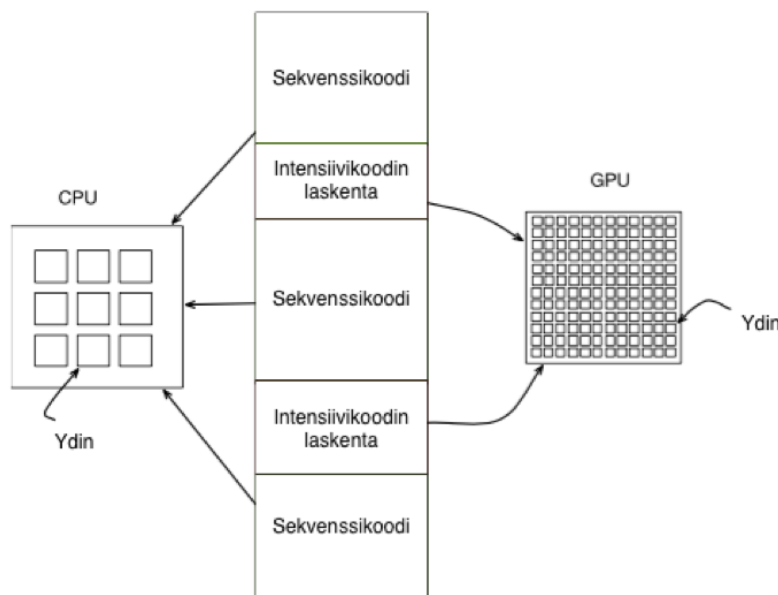 Sekvenssikoodi
Intensiivikoodin
laskenta
CPU
GPU
Sekvenssikoodi
Ydin
Intensiivikoodin
laskenta
Ydin
Sekvenssikoodi